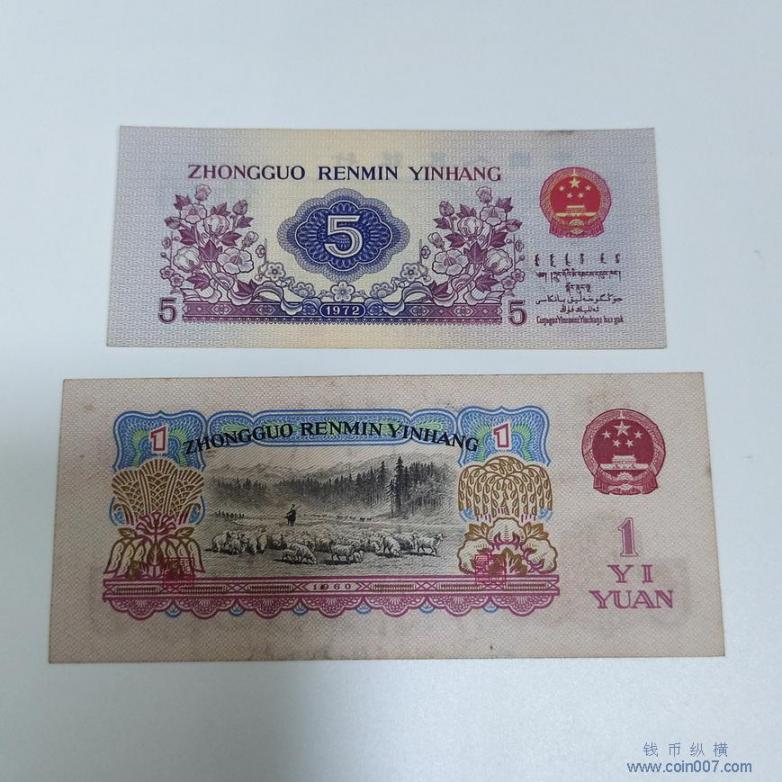 ZHONGGUO RENMIN YINHANG
5
5
1972
5
1
ZHONGGUO RENMIN YINHANG
1
1960
1
YI
YUAN
钱币纵横
www.coin007.com